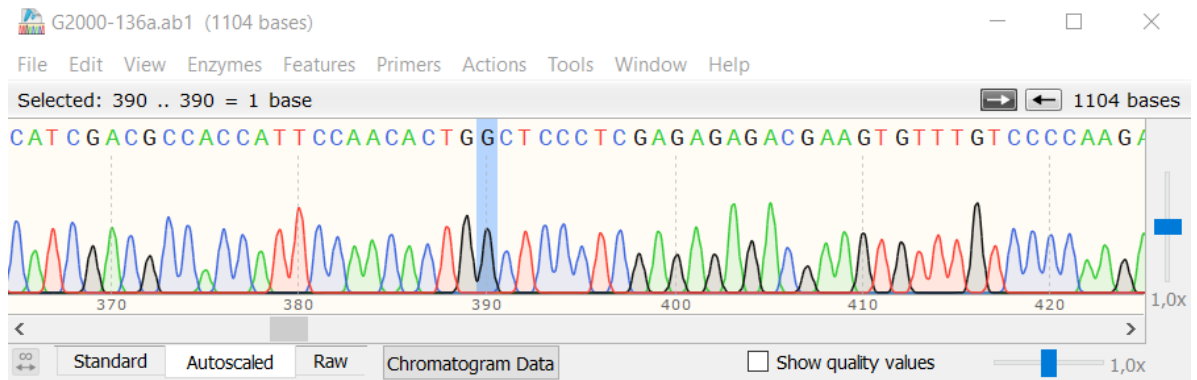 G2000-136a.ab1 (1104 bases)
File Edit View Enzymes Features Primers Actions Tools Window Help
Selected: 390 .. 390 = 1 base 1104 bases
CATCGACGCCACCATTCCAACACTGGCTCCCTCGAGAGAGACGAAGTGTTTGTCCCCAAGA
370 380 390 400 410 420
1,0x
Standard Autoscaled Raw Chromatogram Data Show quality values 1,0x